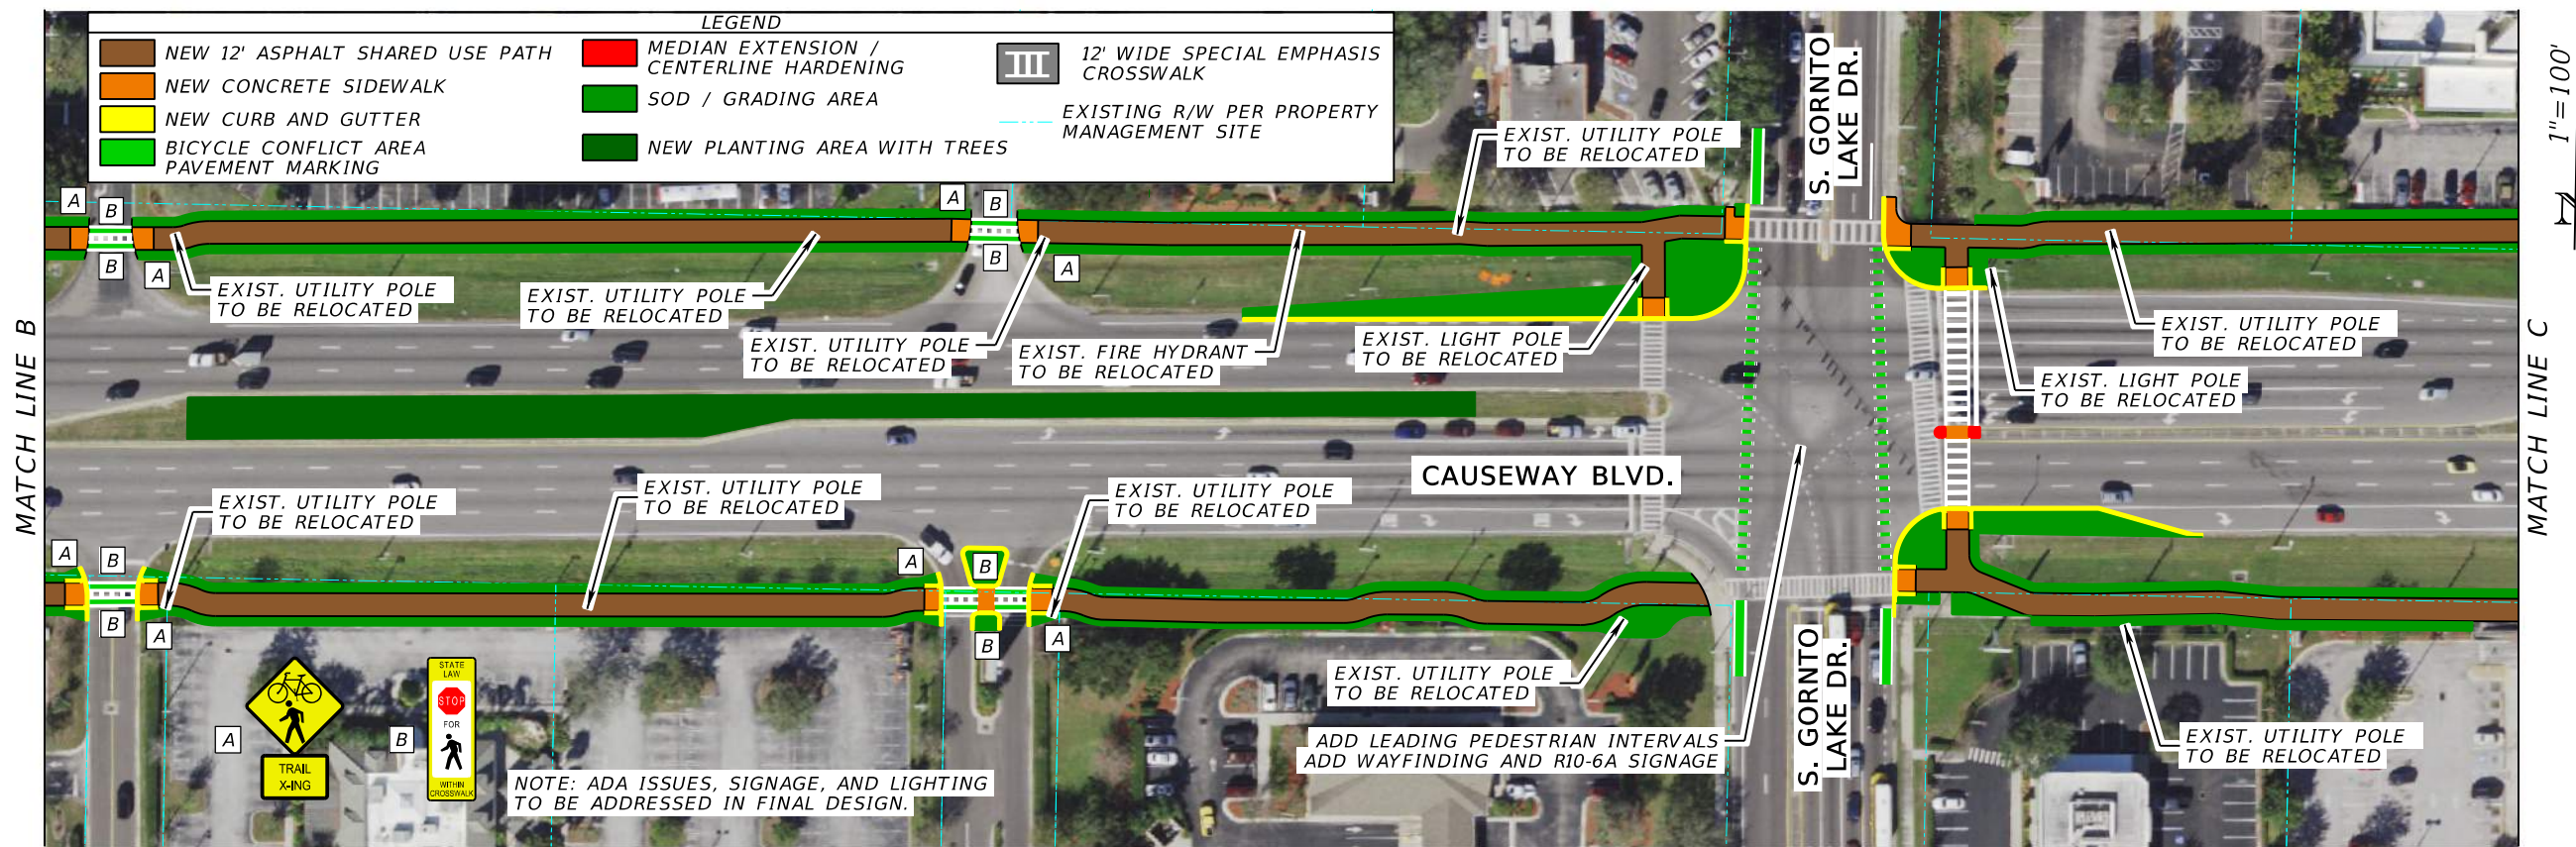 LEGEND
NEW 12' ASPHALT SHARED USE PATH
NEW CONCRETE SIDEWALK
NEW CURB AND GUTTER
BICYCLE CONFLICT AREA
PAVEMENT MARKING
MEDIAN EXTENSION /
CENTERLINE HARDENING
SOD / GRADING AREA
NEW PLANTING AREA WITH TREES
12' WIDE SPECIAL EMPHASIS
CROSSWALK
EXISTING R/W PER PROPERTY
MANAGEMENT SITE
1"=100'
N
S. GORNTO
LAKE DR.
EXIST. UTILITY POLE
TO BE RELOCATED
A
B
A
B
B
A
B
A
EXIST. UTILITY POLE
TO BE RELOCATED
EXIST. UTILITY POLE
TO BE RELOCATED
EXIST. UTILITY POLE
TO BE RELOCATED
EXIST. FIRE HYDRANT
TO BE RELOCATED
EXIST. LIGHT POLE
TO BE RELOCATED
EXIST. UTILITY POLE
TO BE RELOCATED
EXIST. LIGHT POLE
TO BE RELOCATED
MATCH LINE B
MATCH LINE C
CAUSEWAY BLVD.
EXIST. UTILITY POLE
TO BE RELOCATED
EXIST. UTILITY POLE
TO BE RELOCATED
EXIST. UTILITY POLE
TO BE RELOCATED
A
B
A
B
B
A
B
A
EXIST. UTILITY POLE
TO BE RELOCATED
S. GORNTO
LAKE DR.
ADD LEADING PEDESTRIAN INTERVALS
ADD WAYFINDING AND R10-6A SIGNAGE
EXIST. UTILITY POLE
TO BE RELOCATED
A
TRAIL
X-ING
B
STATE
LAW
STOP
FOR
WITHIN
CROSSWALK
NOTE: ADA ISSUES, SIGNAGE, AND LIGHTING
TO BE ADDRESSED IN FINAL DESIGN.